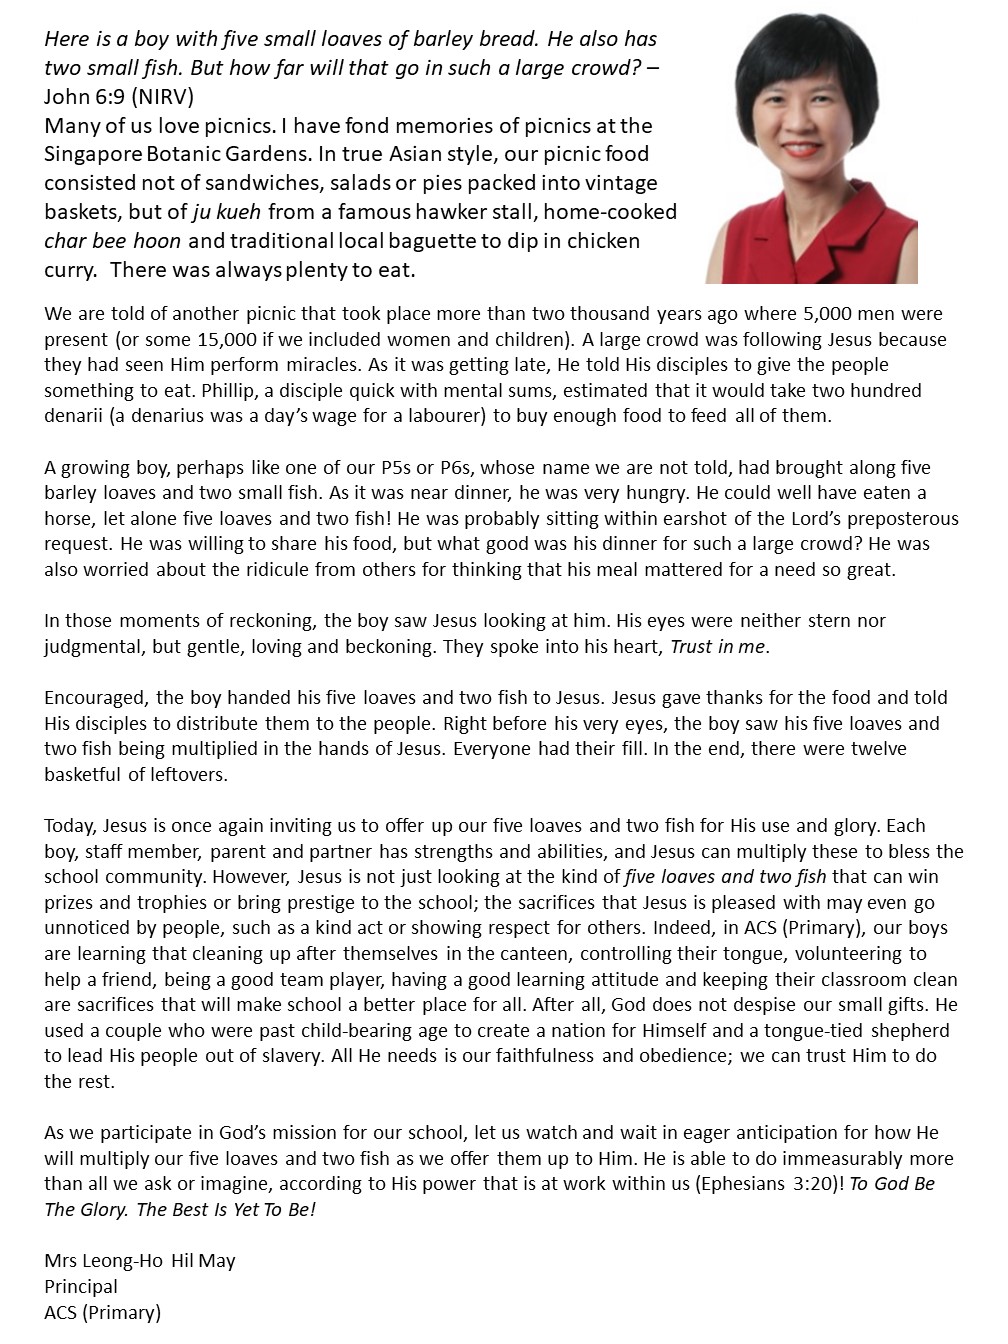 Here is a boy with five small loaves of barley bread. He also has
two small fish. But how far will that go in such a large crowd? –
John 6:9 (NIRV)
Many of us love picnics. I have fond memories of picnics at the
Singapore Botanic Gardens. In true Asian style, our picnic food
consisted not of sandwiches, salads or pies packed into vintage
baskets, but of ju kueh from a famous hawker stall, home-cooked
char bee hoon and traditional local baguette to dip in chicken
curry. There was always plenty to eat.
We are told of another picnic that took place more than two thousand years ago where 5,000 men were
present (or some 15,000 if we included women and children). A large crowd was following Jesus because
they had seen Him perform miracles. As it was getting late, He told His disciples to give the people
something to eat. Phillip, a disciple quick with mental sums, estimated that it would take two hundred
denarii (a denarius was a day’s wage for a labourer) to buy enough food to feed all of them.
A growing boy, perhaps like one of our P5s or P6s, whose name we are not told, had brought along five
barley loaves and two small fish. As it was near dinner, he was very hungry. He could well have eaten a
horse, let alone five loaves and two fish! He was probably sitting within earshot of the Lord’s preposterous
request. He was willing to share his food, but what good was his dinner for such a large crowd? He was
also worried about the ridicule from others for thinking that his meal mattered for a need so great.
In those moments of reckoning, the boy saw Jesus looking at him. His eyes were neither stern nor
judgmental, but gentle, loving and beckoning. They spoke into his heart, Trust in me.
Encouraged, the boy handed his five loaves and two fish to Jesus. Jesus gave thanks for the food and told
His disciples to distribute them to the people. Right before his very eyes, the boy saw his five loaves and
two fish being multiplied in the hands of Jesus. Everyone had their fill. In the end, there were twelve
basketful of leftovers.
Today, Jesus is once again inviting us to offer up our five loaves and two fish for His use and glory. Each
boy, staff member, parent and partner has strengths and abilities, and Jesus can multiply these to bless the
school community. However, Jesus is not just looking at the kind of five loaves and two fish that can win
prizes and trophies or bring prestige to the school; the sacrifices that Jesus is pleased with may even go
unnoticed by people, such as a kind act or showing respect for others. Indeed, in ACS (Primary), our boys
are learning that cleaning up after themselves in the canteen, controlling their tongue, volunteering to
help a friend, being a good team player, having a good learning attitude and keeping their classroom clean
are sacrifices that will make school a better place for all. After all, God does not despise our small gifts. He
used a couple who were past child-bearing age to create a nation for Himself and a tongue-tied shepherd
to lead His people out of slavery. All He needs is our faithfulness and obedience; we can trust Him to do
the rest.
As we participate in God’s mission for our school, let us watch and wait in eager anticipation for how He
will multiply our five loaves and two fish as we offer them up to Him. He is able to do immeasurably more
than all we ask or imagine, according to His power that is at work within us (Ephesians 3:20)! To God Be
The Glory. The Best Is Yet To Be!
Mrs Leong-Ho Hil May
Principal
ACS (Primary)